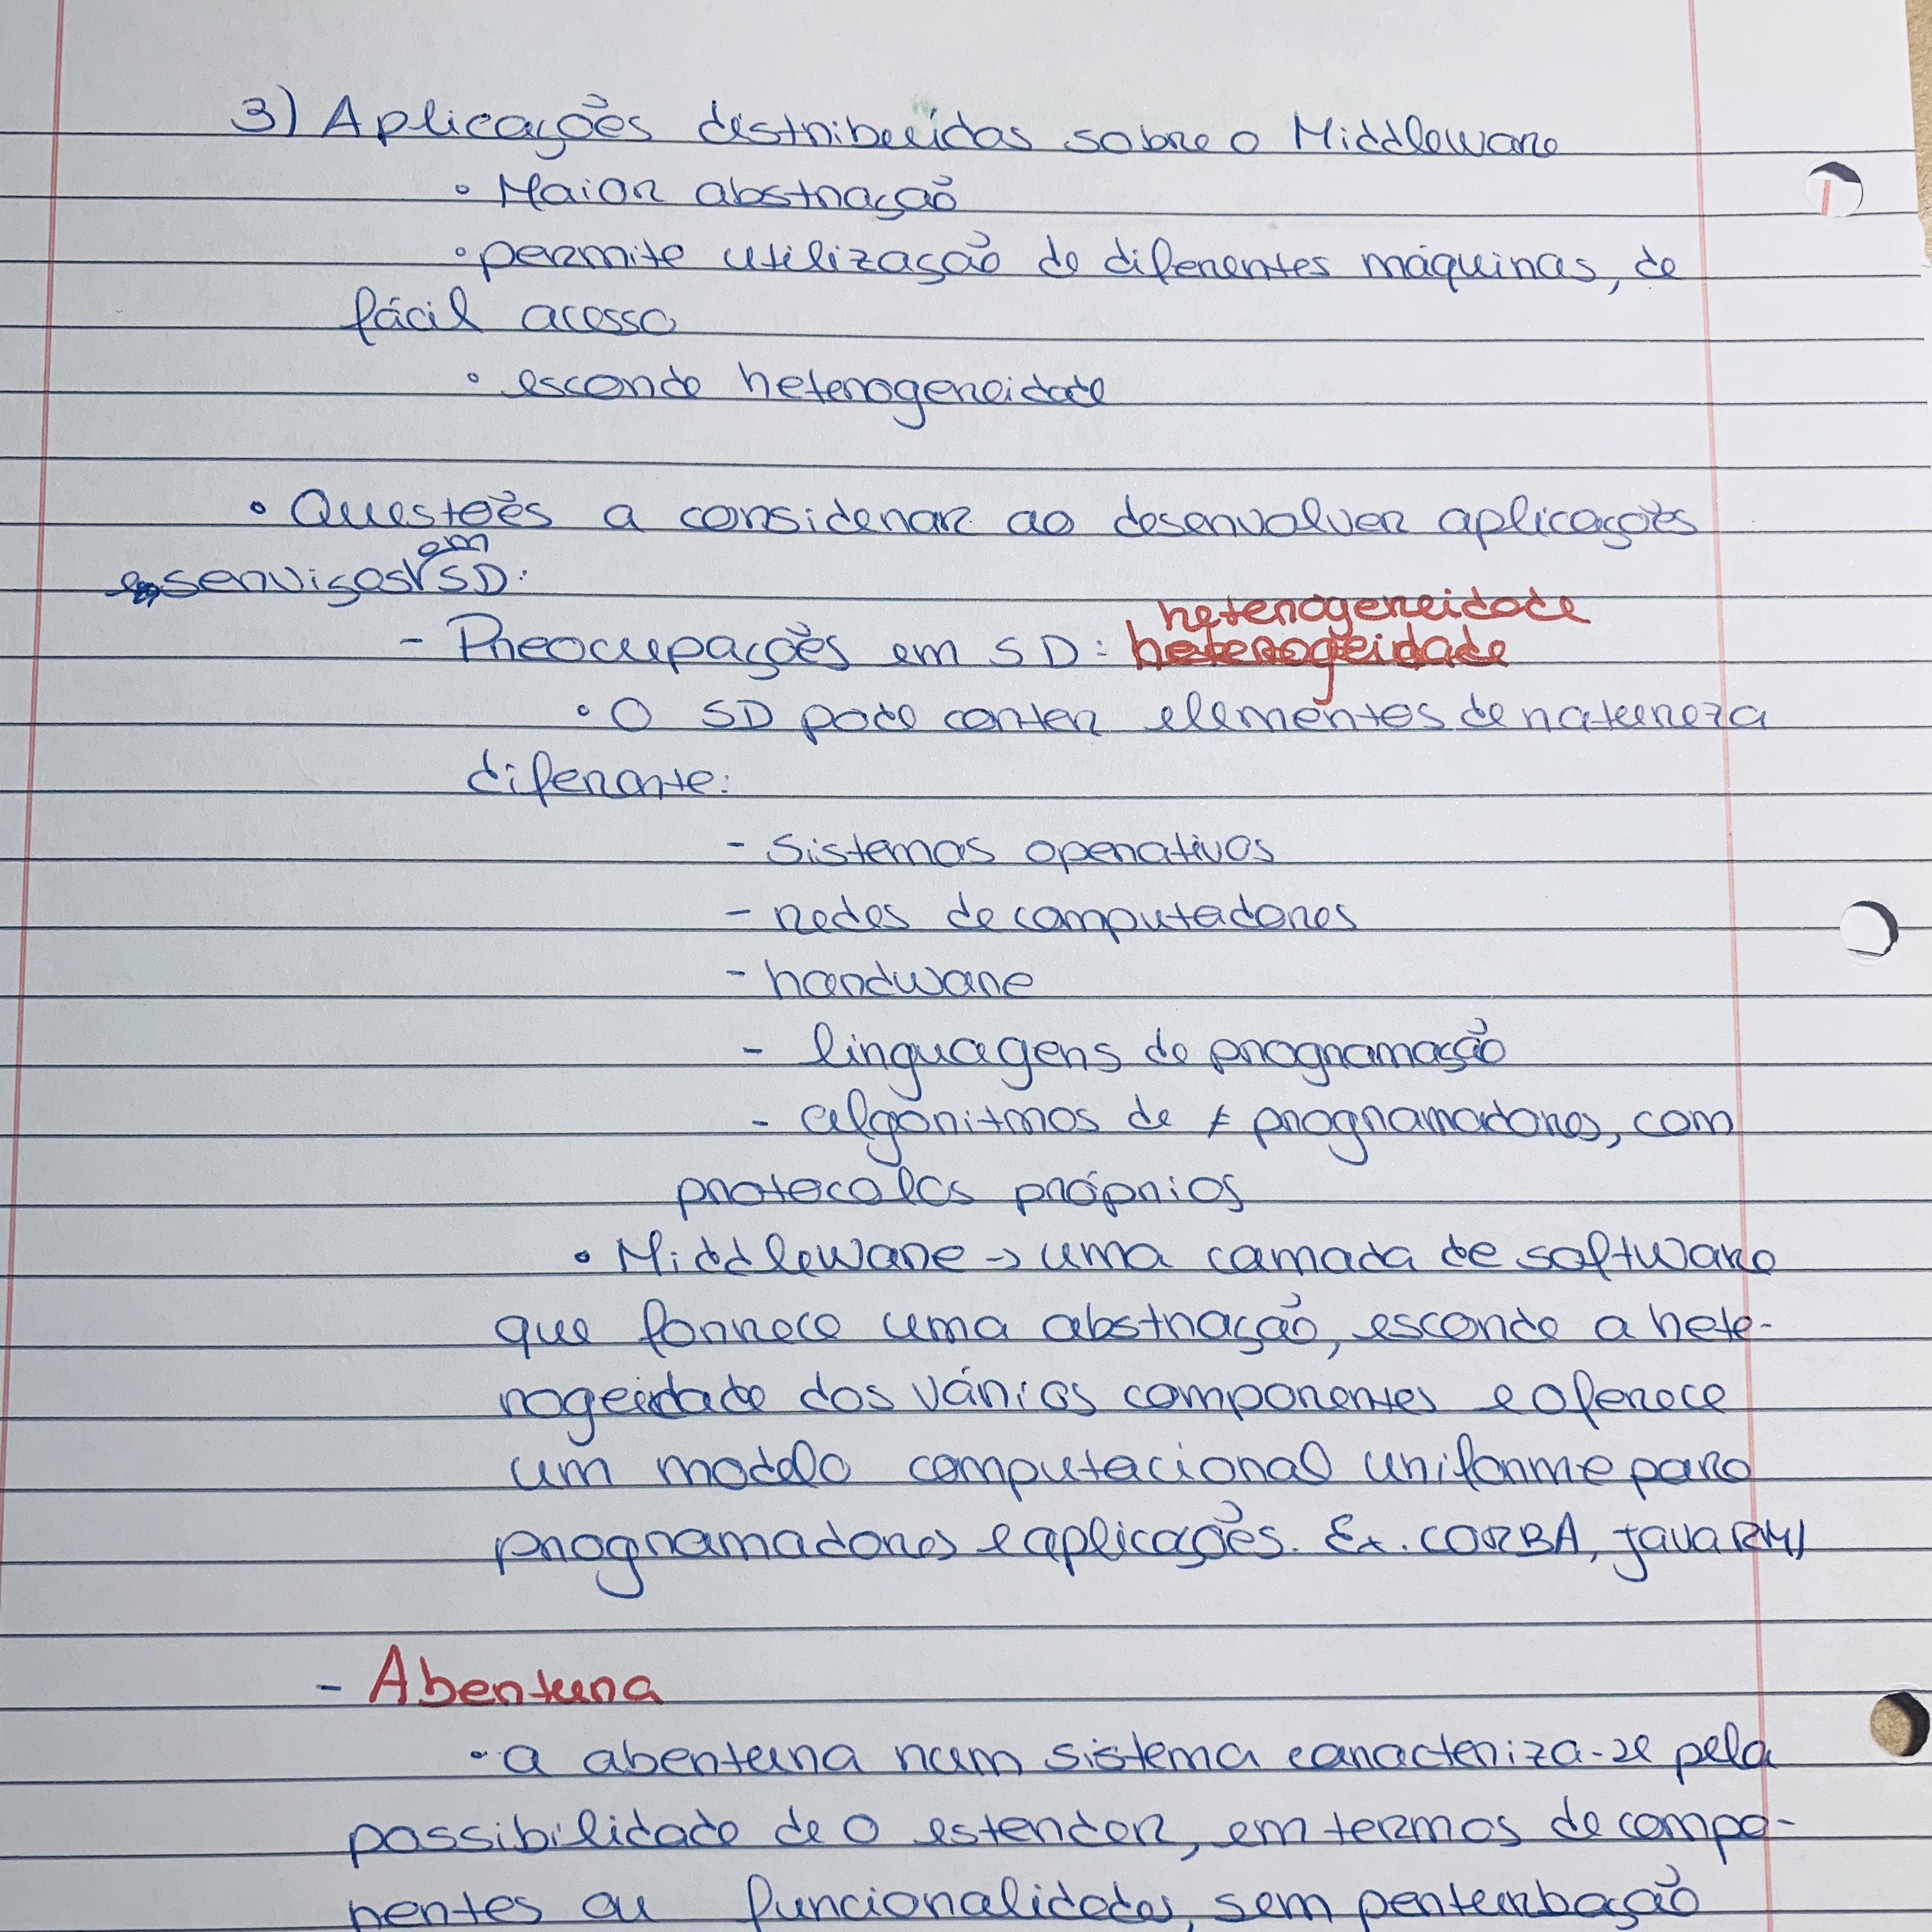 3) Aplicações distribuídas sobre o Middleware
• Maior abstração
• permite utilização de diferentes máquinas, de
fácil acesso
• esconde heterogeneidade
• Questões a considerar ao desenvolver aplicações
em
serviços SD:
- Preocupações em SD: heterogeneidade
heterogeidade
• O SD pode conter elementos de natureza
diferente:
- sistemas operativos
- redes de computadores
- hardware
- linguagens de programação
- algoritmos de ≠ programadores, com
protocolos próprios
• Middleware → uma camada de software
que fornece uma abstração, esconde a hete-
rogeidade dos vários componentes e oferece
um modelo computacional uniforme para
programadores e aplicações. Ex. CORBA, java RMI
- Abertura
• a abertura num sistema caracteriza-se pela
possibilidade de o estender, em termos de compo-
nentes ou funcionalidades, sem perturbação